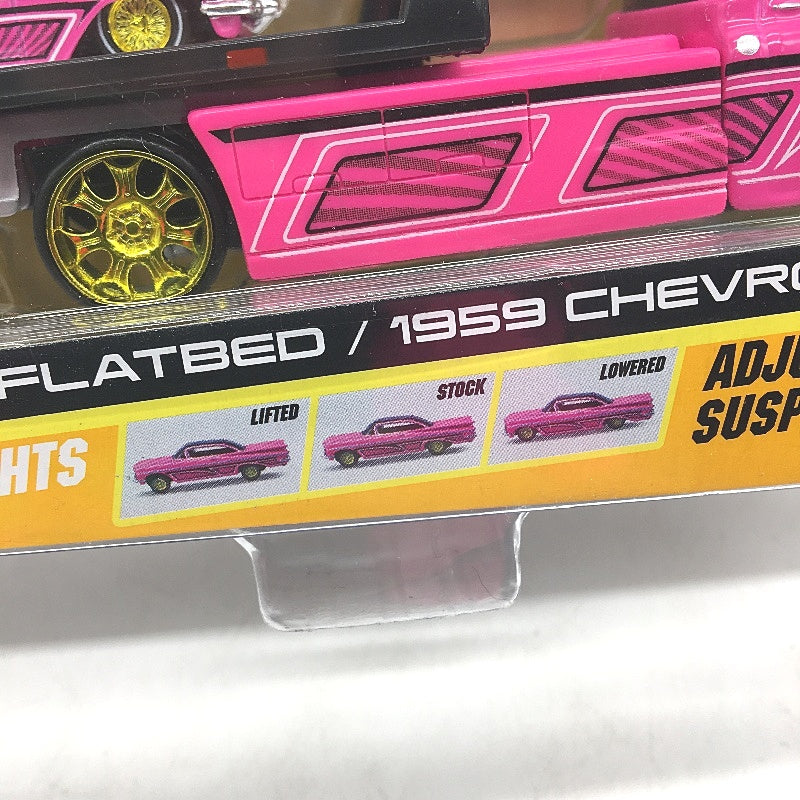 FLATBED / 1959 CHEVRO
HTS
LIFTED
STOCK
LOWERED
ADJU
SUSP